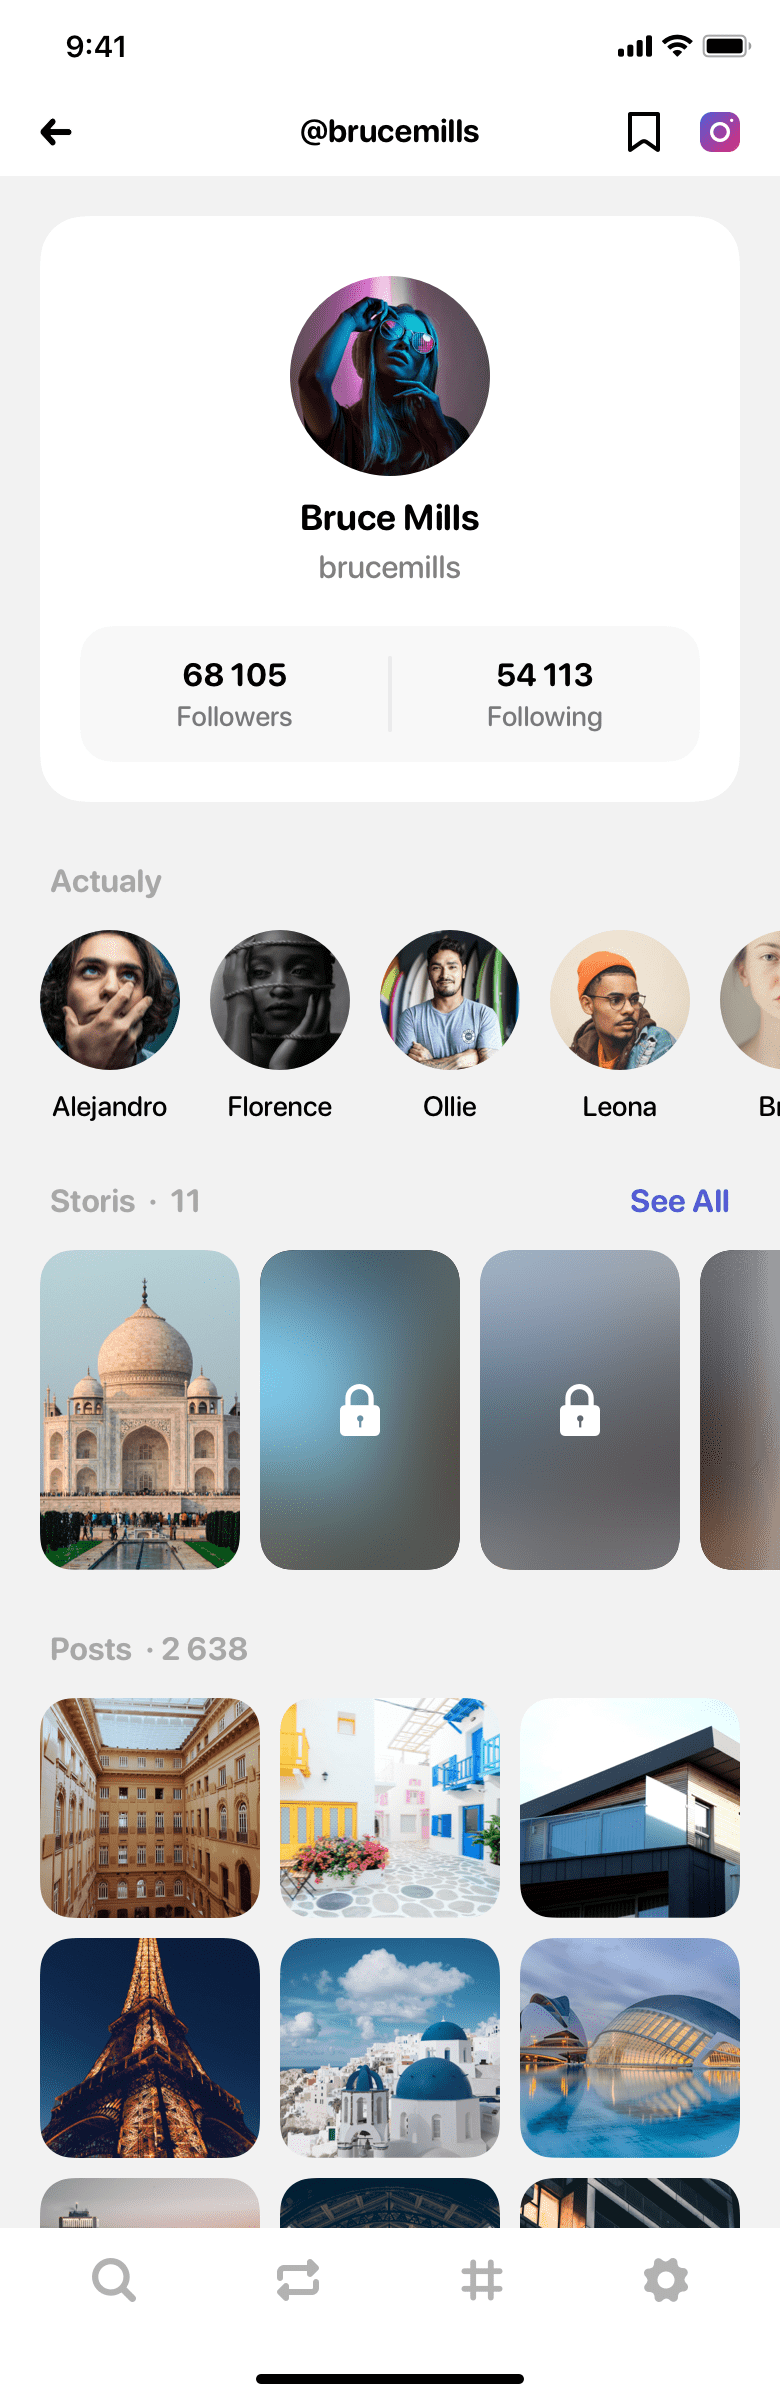 9:41
@brucemills
Bruce Mills
brucemills
68 105
Followers
54 113
Following
Actualy
Alejandro
Florence
Ollie
Leona
Storis · 11
See All
Posts · 2 638